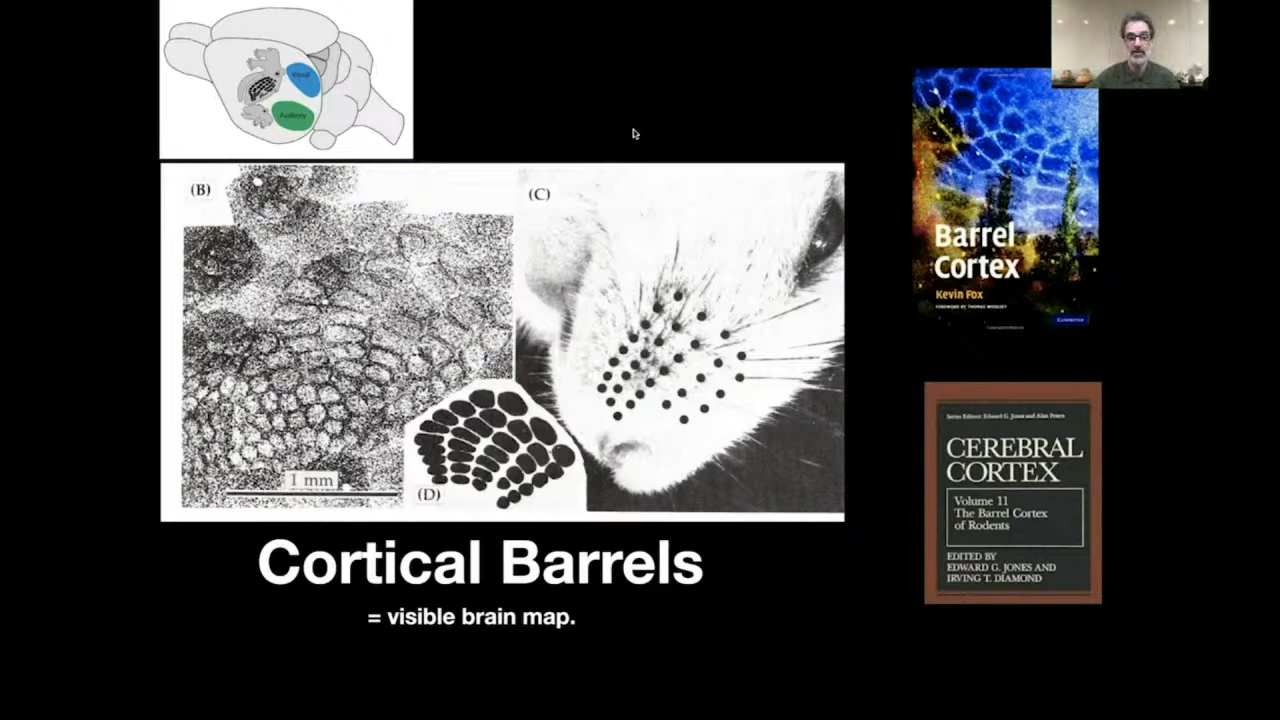 Visual
Auditory
(B)
(C)
1 mm
(D)
Cortical Barrels
= visible brain map.
Barrel
Cortex
Kevin Fox
FOREWORD BY THOMAS WOOLSEY
CAMBRIDGE
Series Editors: Edward G. Jones and Alan Peters
CEREBRAL
CORTEX
Volume 11
The Barrel Cortex
of Rodents
EDITED BY
EDWARD G. JONES AND
IRVING T. DIAMOND